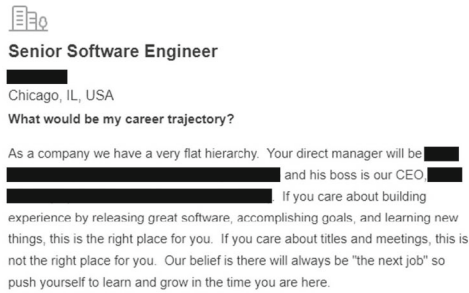 Senior Software Engineer
Chicago, IL, USA
What would be my career trajectory?
As a company we have a very flat hierarchy.  Your direct manager will be
and his boss is our CEO,
.  If you care about building
experience by releasing great software, accomplishing goals, and learning new
things, this is the right place for you.  If you care about titles and meetings, this is
not the right place for you.  Our belief is there will always be "the next job" so
push yourself to learn and grow in the time you are here.